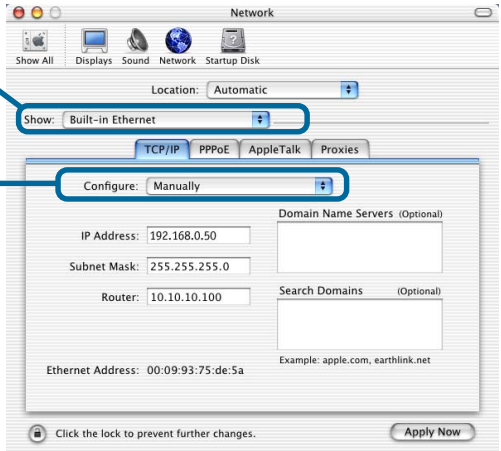 Network
Show All Displays Sound Network Startup Disk
Location: Automatic
Show: Built-in Ethernet
TCP/IP PPPoE AppleTalk Proxies
Configure: Manually
Domain Name Servers (Optional)
IP Address: 192.168.0.50
Subnet Mask: 255.255.255.0
Router: 10.10.10.100
Search Domains (Optional)
Example: apple.com, earthlink.net
Ethernet Address: 00:09:93:75:de:5a
Click the lock to prevent further changes.
Apply Now